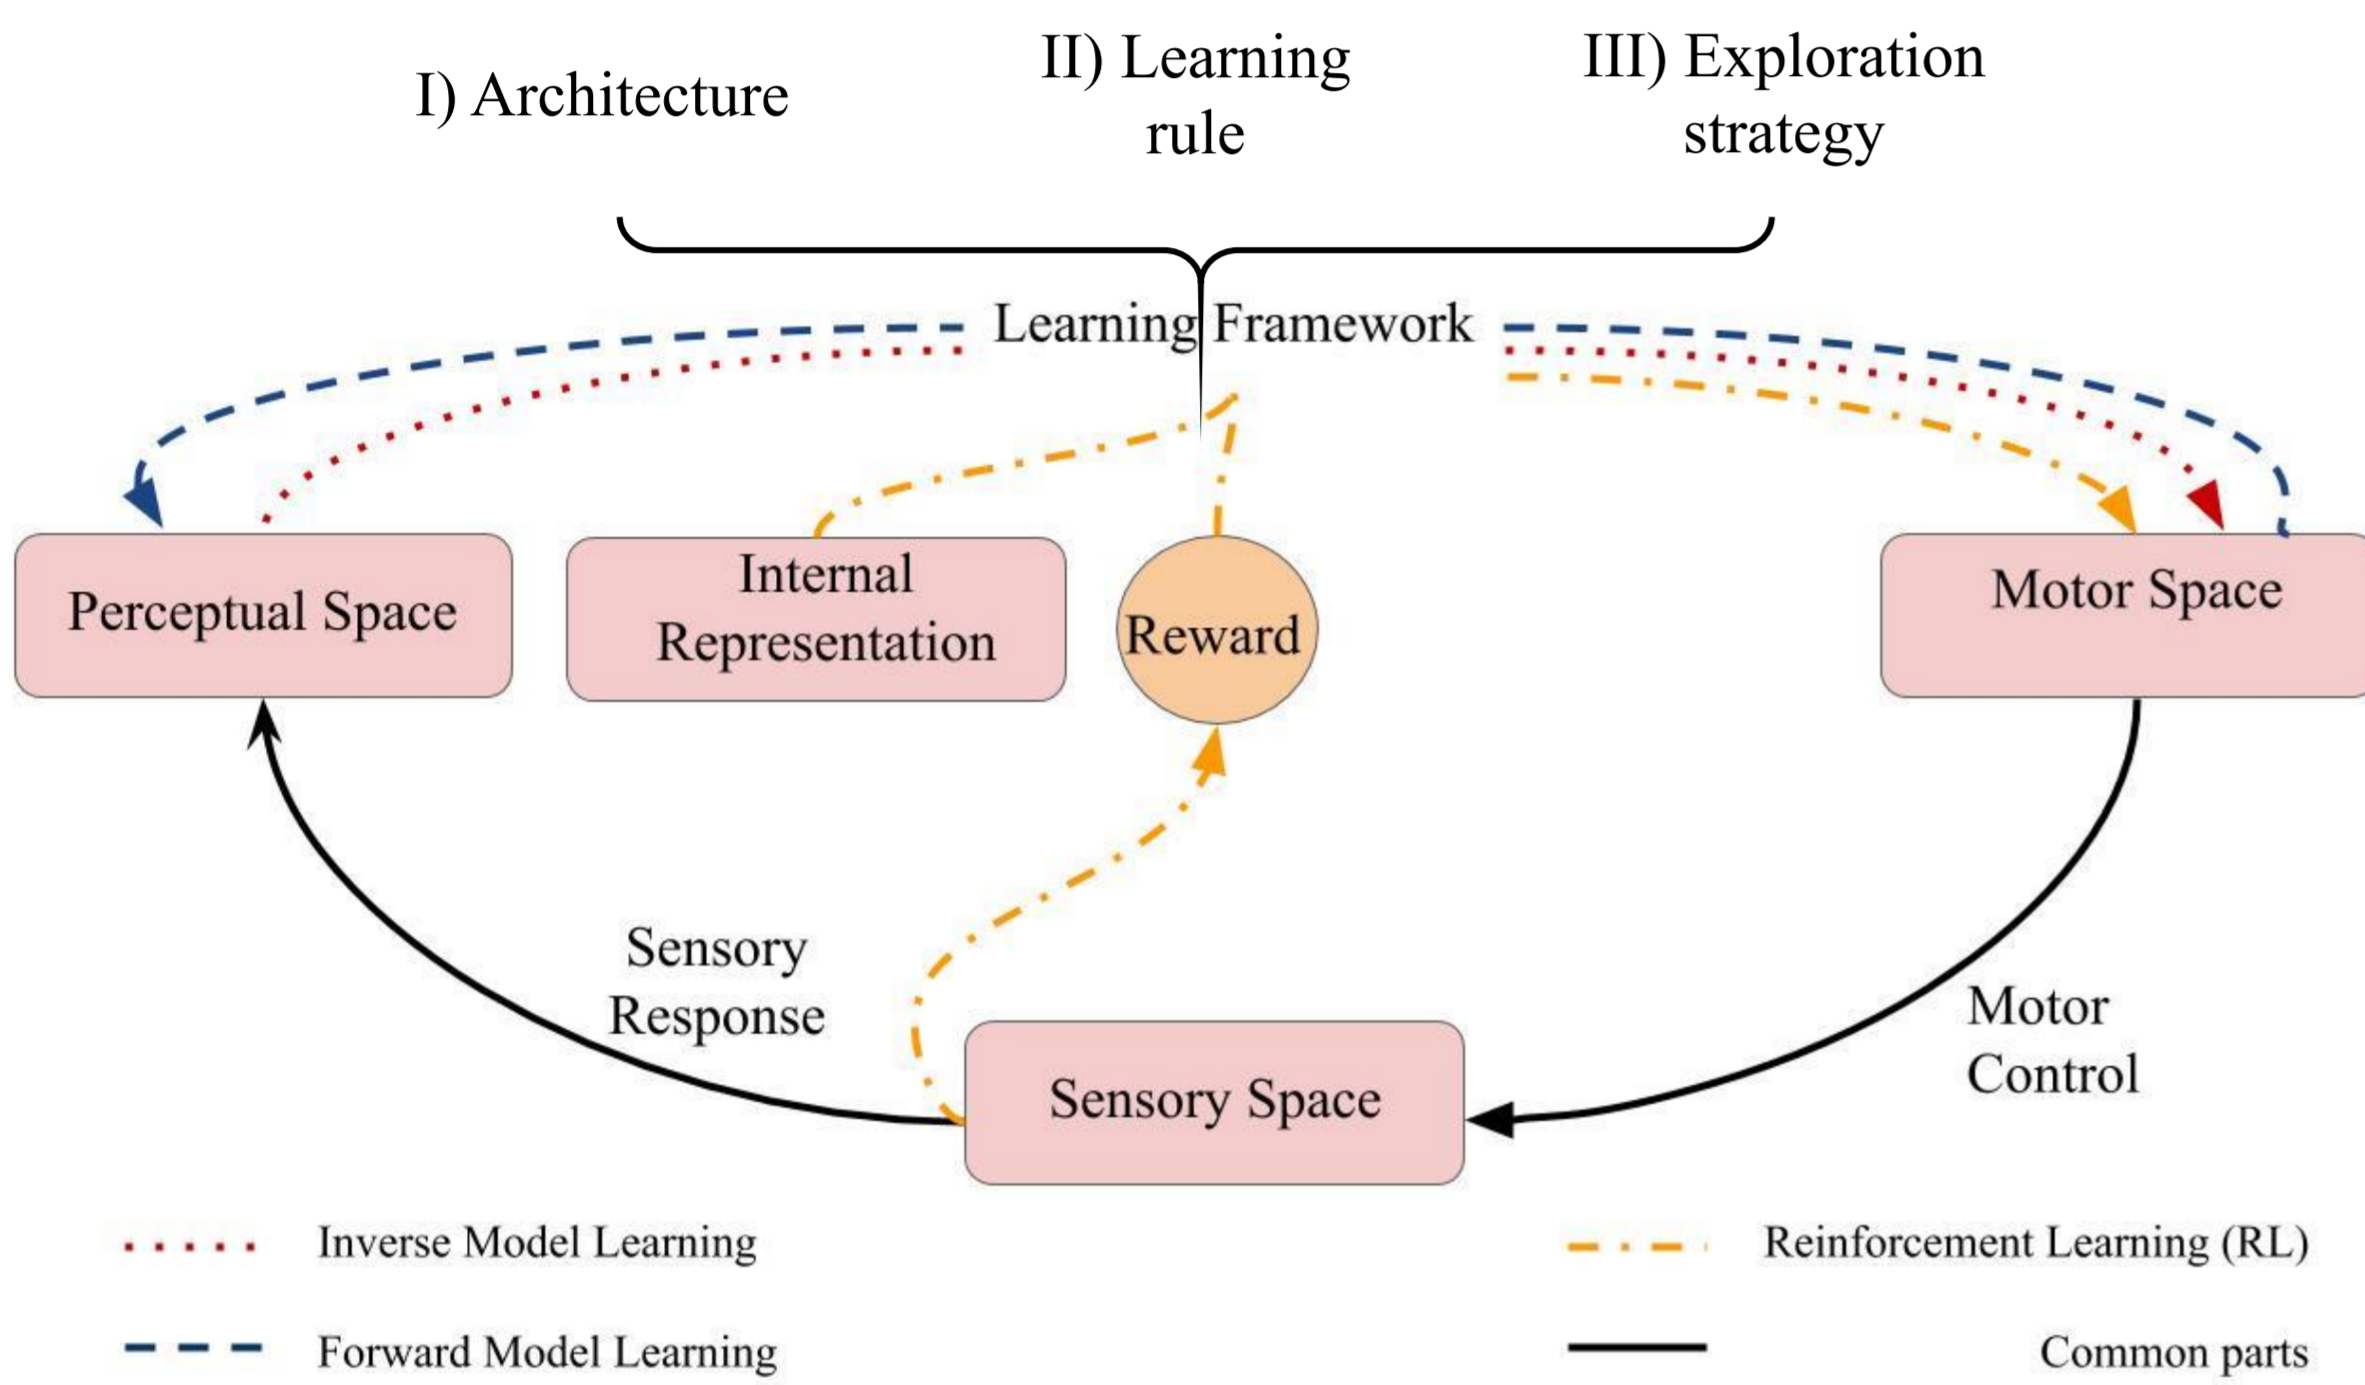 I) Architecture
II) Learning
rule
III) Exploration
strategy
Learning Framework
Perceptual Space
Internal
Representation
Reward
Motor Space
Sensory
Response
Sensory Space
Motor
Control
Inverse Model Learning
Reinforcement Learning (RL)
Forward Model Learning
Common parts